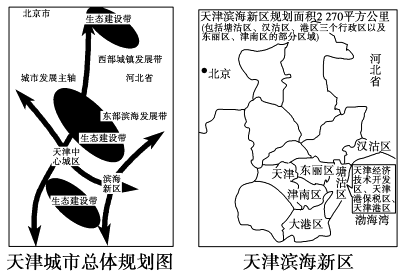 北京市
生态建设带
西部城镇发展带
城市发展主轴
河北省
东部滨海发展带
生态建设带
天津中
心城区
滨海
新区
生态建设带
天津城市总体规划图
天津滨海新区规划面积2 270平方公里
(包括塘沽区、汉沽区、港区三个行政区以及
东丽区、津南区的部分区域)
北京
河北省
汉沽区
天津
东丽区
塘沽区
津南区
大港区
天津经济
技术开发
区、天津
港保税区、
天津港区
渤海湾
天津滨海新区